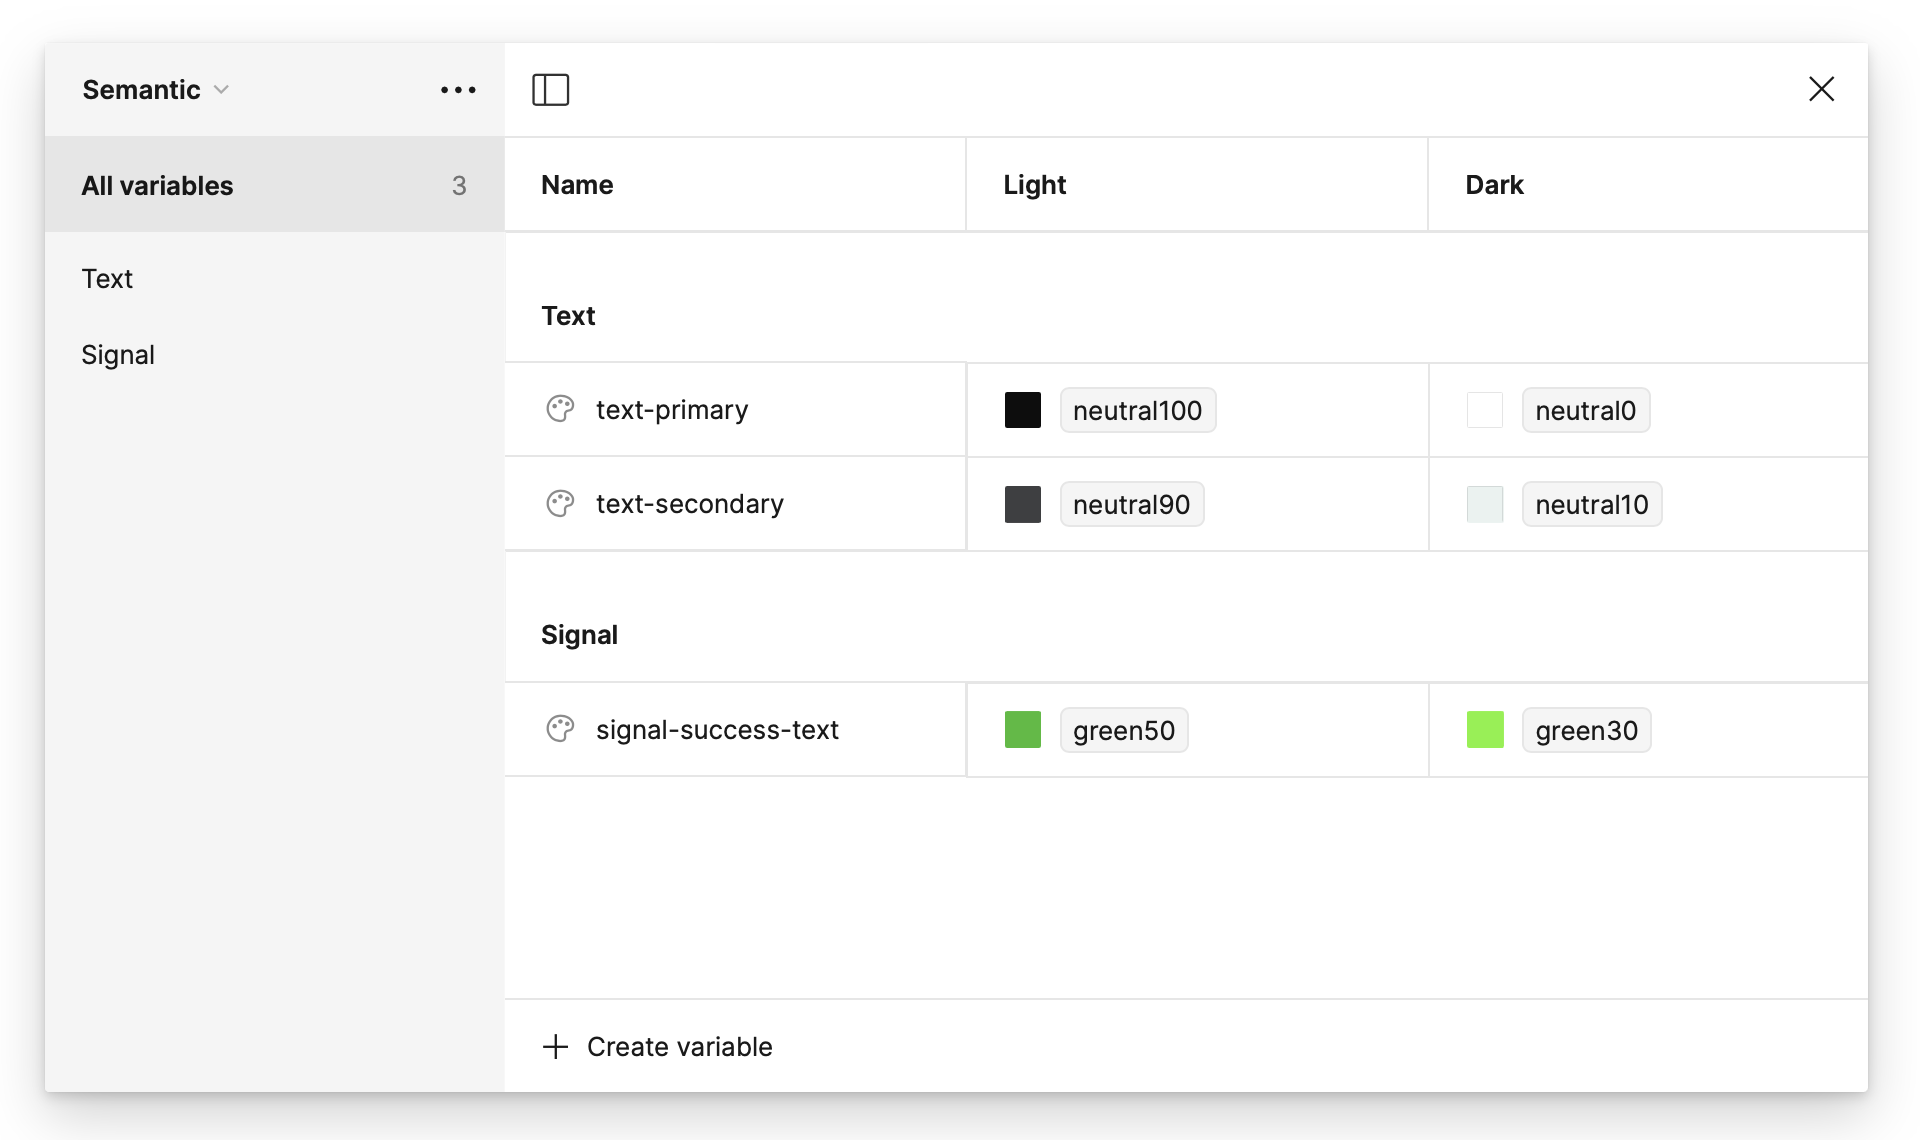 Semantic
All variables 3
Text
Signal
Name Light Dark
Text
text-primary neutral100 neutral0
text-secondary neutral90 neutral10
Signal
signal-success-text green50 green30
Create variable